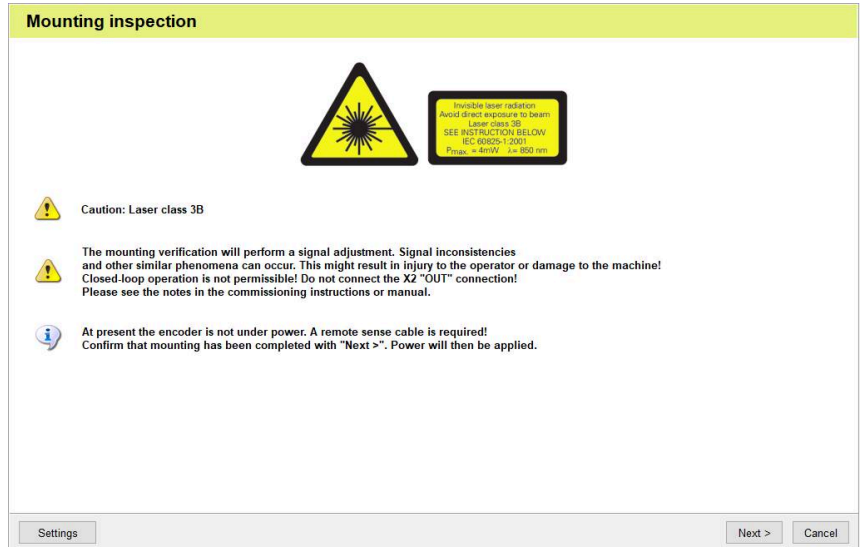 Mounting inspection
Invisible laser radiation
Avoid direct exposure to beam
Laser class 3B
SEE INSTRUCTION BELOW
IEC 60825-1:2001
Pmax. = 4mW λ= 850 nm
Caution: Laser class 3B
The mounting verification will perform a signal adjustment. Signal inconsistencies
and other similar phenomena can occur. This might result in injury to the operator or damage to the machine!
Closed-loop operation is not permissible! Do not connect the X2 "OUT" connection!
Please see the notes in the commissioning instructions or manual.
At present the encoder is not under power. A remote sense cable is required!
Confirm that mounting has been completed with "Next >". Power will then be applied.
Settings
Next >
Cancel